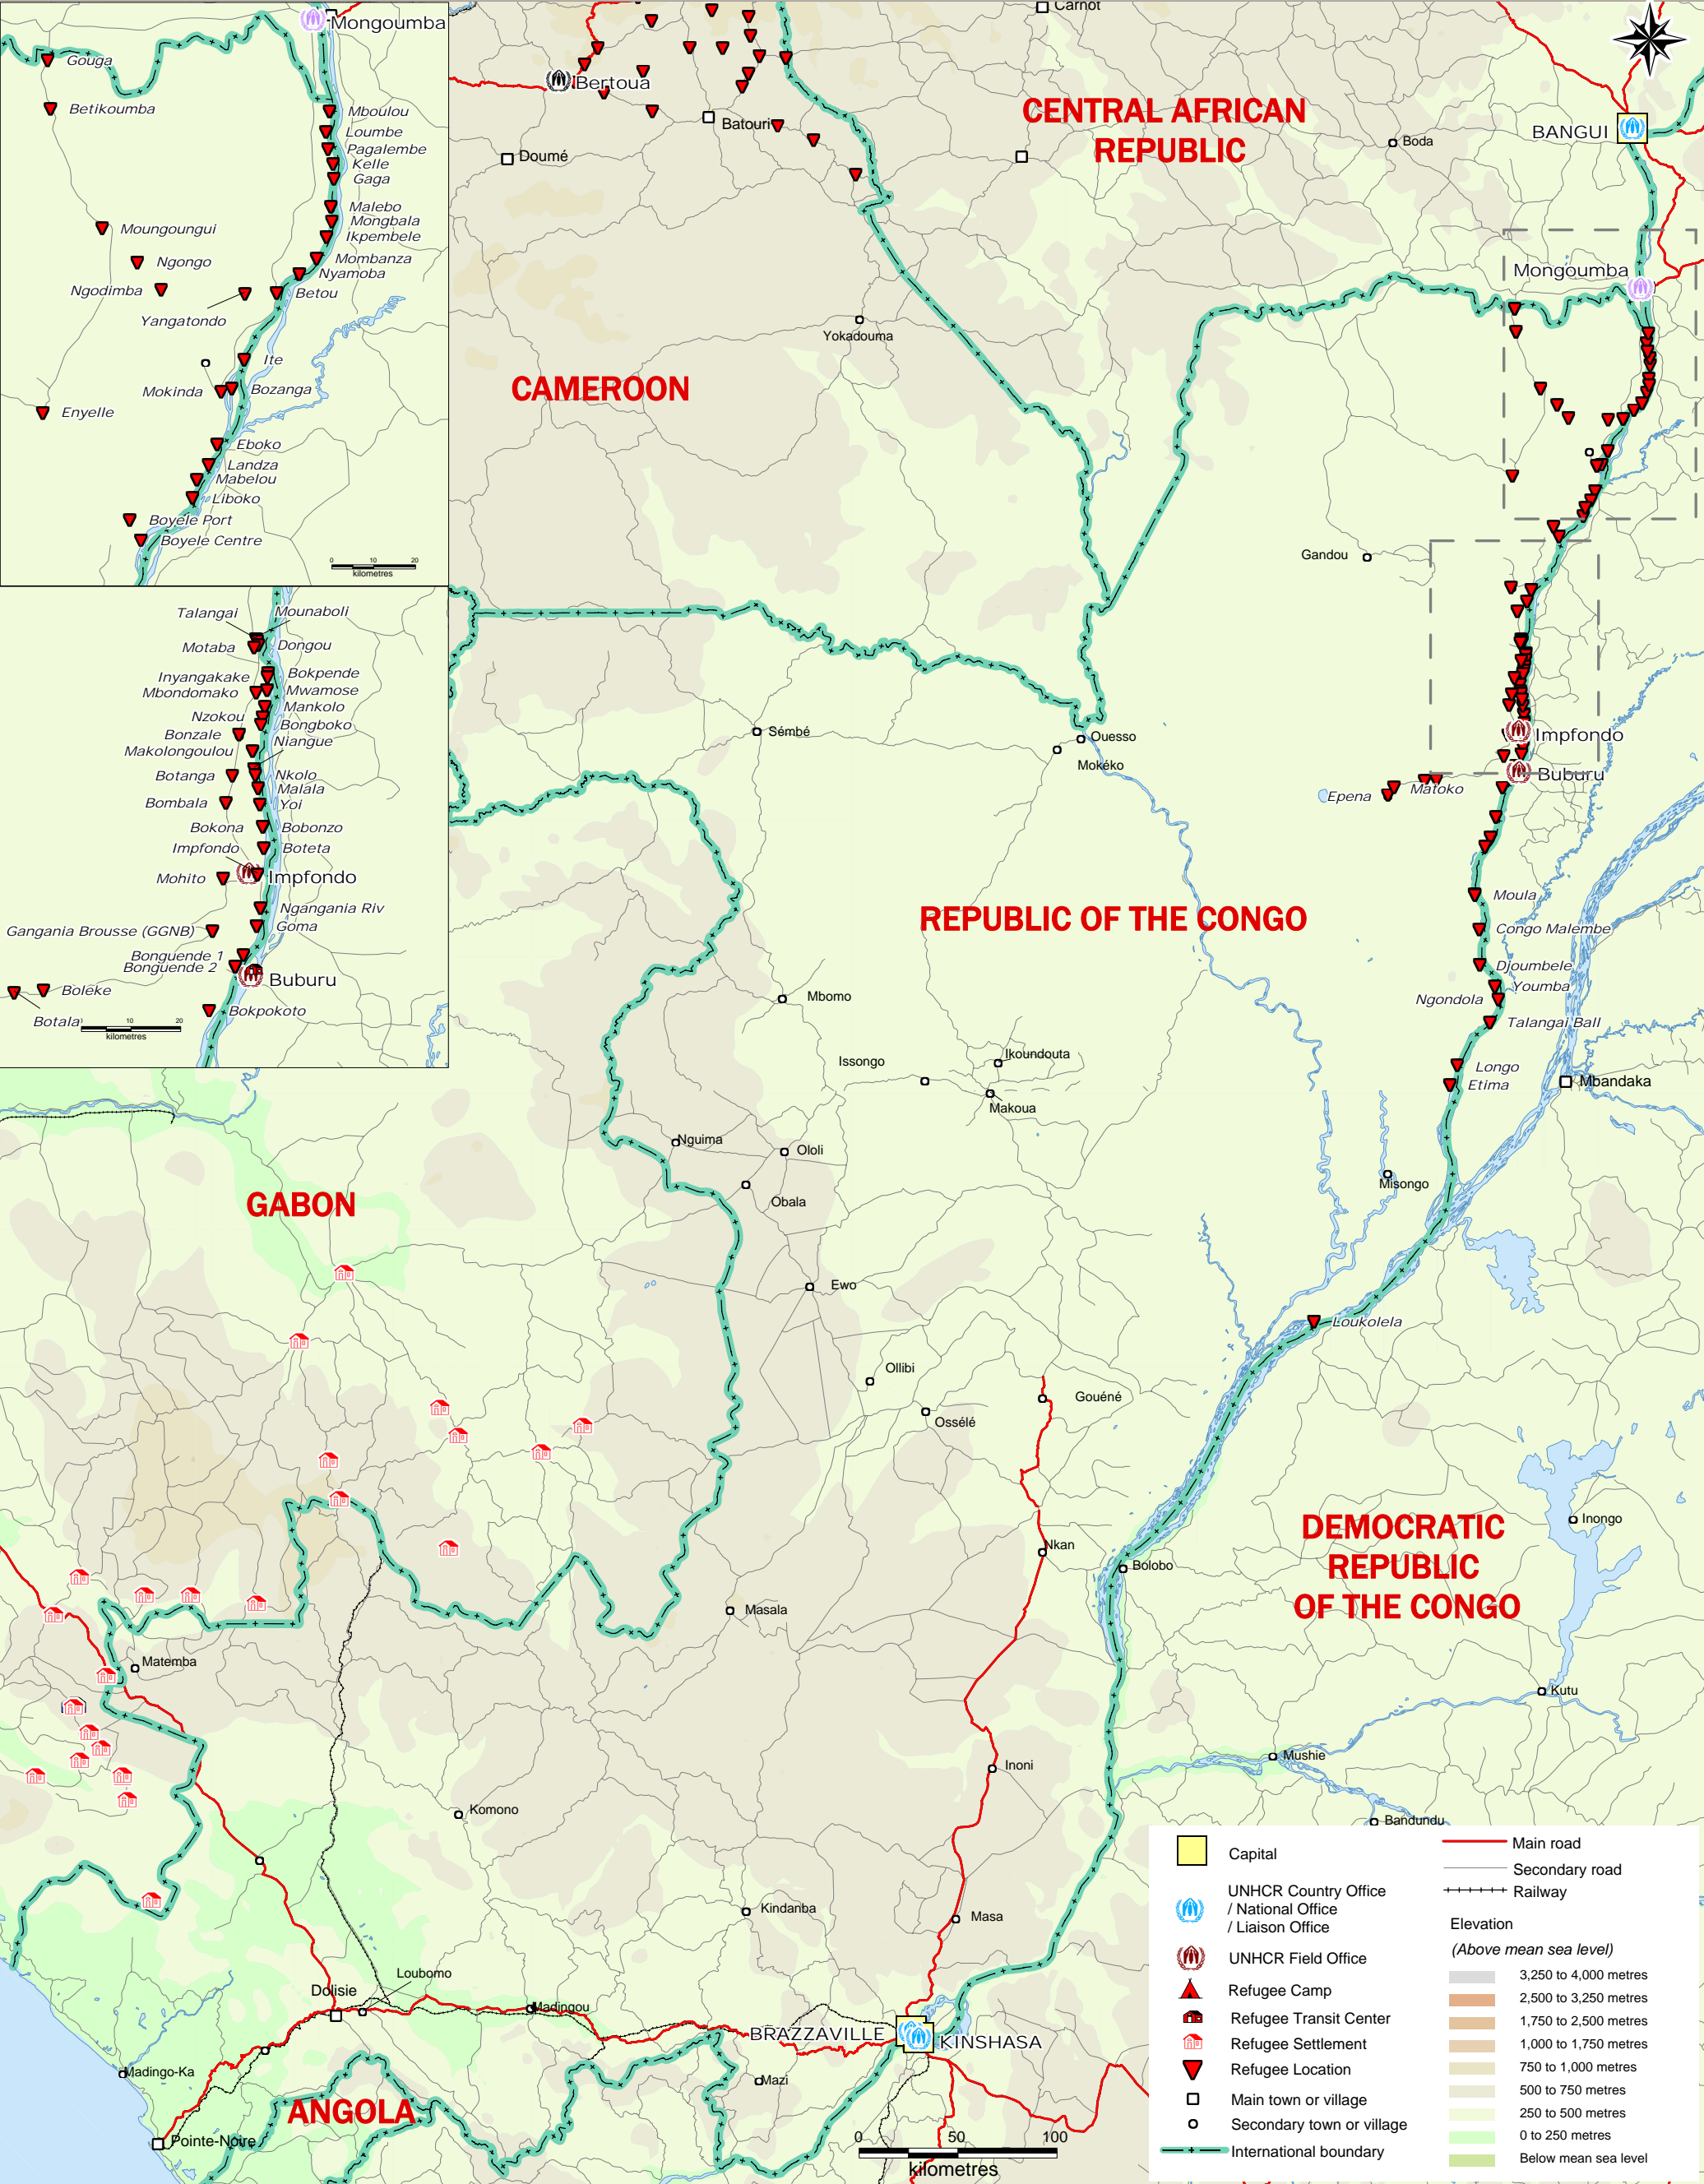 Mongoumba
Gouga
Betikoumba
Mboulou
Loumbe
Pagalembe
Kelle
Gaga
Malebo
Mongbala
Ikpembele
Moungoungui
Ngongo
Mombanza
Nyamoba
Ngodimba
Betou
Yangatondo
Ite
Mokinda
Bozanga
Enyelle
Eboko
Landza
Mabelou
Liboko
Boyele Port
Boyele Centre
0 10 20
kilometres
Talangai
Mounaboli
Motaba
Dongou
Inyangakake
Bokpende
Mbondomako
Mwamose
Mankolo
Nzokou
Bongboko
Bonzale
Niangue
Makolongoulou
Botanga
Nkolo
Malala
Bombala
Yoi
Bokona
Bobonzo
Impfondo
Boteta
Mohito
Impfondo
Ngangania Riv
Goma
Gangania Brousse (GGNB)
Bonguende 1
Bonguende 2
Buburu
Boleke
Bokpokoto
Botala
0 10 20
kilometres
Carnot
Bertoua
Batouri
Doumé
CENTRAL AFRICAN
REPUBLIC
Boda
BANGUI
Mongoumba
Yokadouma
CAMEROON
Gandou
Sémbé
Ouesso
Mokéko
Impfondo
Buburu
Matoko
Epena
REPUBLIC OF THE CONGO
Moula
Congo Malembe
Djoumbele
Youmba
Ngondola
Talangai Ball
Mbomo
Issongo
Ikoundouta
Makoua
Longo
Etima
Mbandaka
Nguima
Ololi
Obala
Misongo
GABON
Ewo
Loukolela
Ollibi
Gouéné
Ossélé
DEMOCRATIC
REPUBLIC
OF THE CONGO
Inongo
Nkan
Bolobo
Masala
Matemba
Kutu
Mushie
Inoni
Komono
Bandundu
Kindanba
Masa
Loubomo
Dolisie
Madingou
BRAZZAVILLE
KINSHASA
Madingo-Ka
Mazi
ANGOLA
Pointe-Noire
0 50 100
kilometres
Capital
UNHCR Country Office
/ National Office
/ Liaison Office
UNHCR Field Office
Refugee Camp
Refugee Transit Center
Refugee Settlement
Refugee Location
Main town or village
Secondary town or village
International boundary
Main road
Secondary road
Railway
Elevation
(Above mean sea level)
3,250 to 4,000 metres
2,500 to 3,250 metres
1,750 to 2,500 metres
1,000 to 1,750 metres
750 to 1,000 metres
500 to 750 metres
250 to 500 metres
0 to 250 metres
Below mean sea level